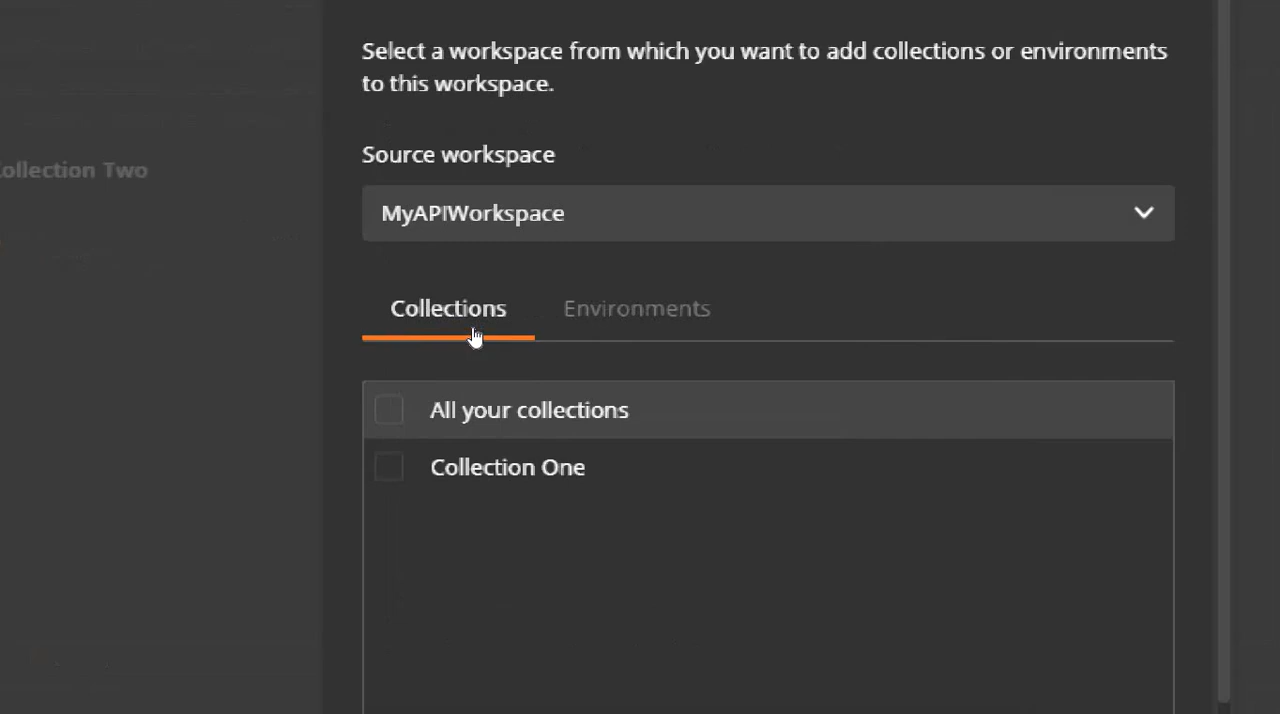 Select a workspace from which you want to add collections or environments
to this workspace.
Source workspace
Collection Two
MyAPIWorkspace
Collections Environments
All your collections
Collection One